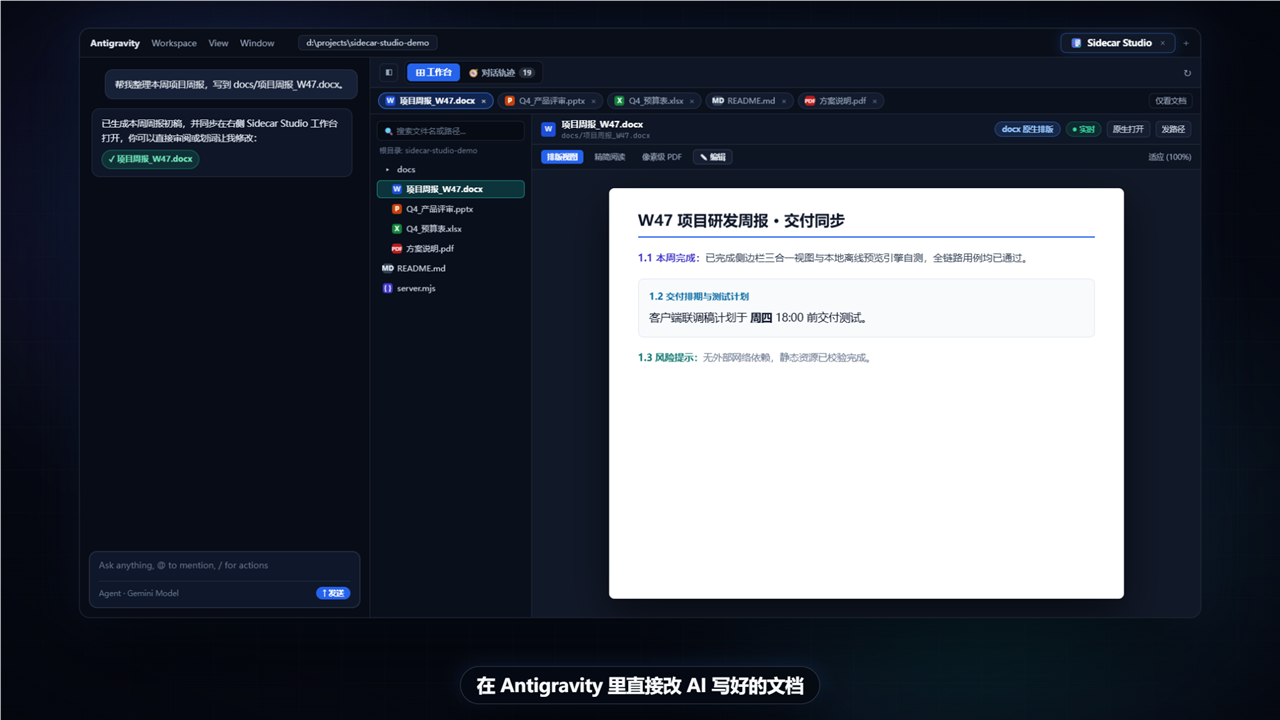 Antigravity Workspace View Window d:\projects\sidecar-studio-demo Sidecar Studio × +
帮我整理本周项目周报，写到 docs/项目周报_W47.docx。
已生成本周周报初稿，并同步在右侧 Sidecar Studio 工作台
打开，你可以直接审阅或划词让我修改：
✓ 项目周报_W47.docx
Ask anything, @ to mention, / for actions
Agent · Gemini Model ↑ 发送
工作台 对话轨迹 19 ↻
W 项目周报_W47.docx × P Q4_产品评审.pptx × X Q4_预算表.xlsx × MD README.md × PDF 方案说明.pdf × 仅看文档
搜索文件名或路径...
根目录: sidecar-studio-demo
docs
W 项目周报_W47.docx
P Q4_产品评审.pptx
X Q4_预算表.xlsx
PDF 方案说明.pdf
MD README.md
{} server.mjs
W 项目周报_W47.docx
docs/项目周报_W47.docx
docx 原生排版 ● 实时 原生打开 发路径
排版视图 精简阅读 像素级 PDF 编辑 适应 (100%)
W47 项目研发周报 · 交付同步
1.1 本周完成：已完成侧边栏三合一视图与本地离线预览引擎自测，全链路用例均已通过。
1.2 交付排期与测试计划
客户端联调稿计划于 周四 18:00 前交付测试。
1.3 风险提示：无外部网络依赖，静态资源已校验完成。
在 Antigravity 里直接改 AI 写好的文档